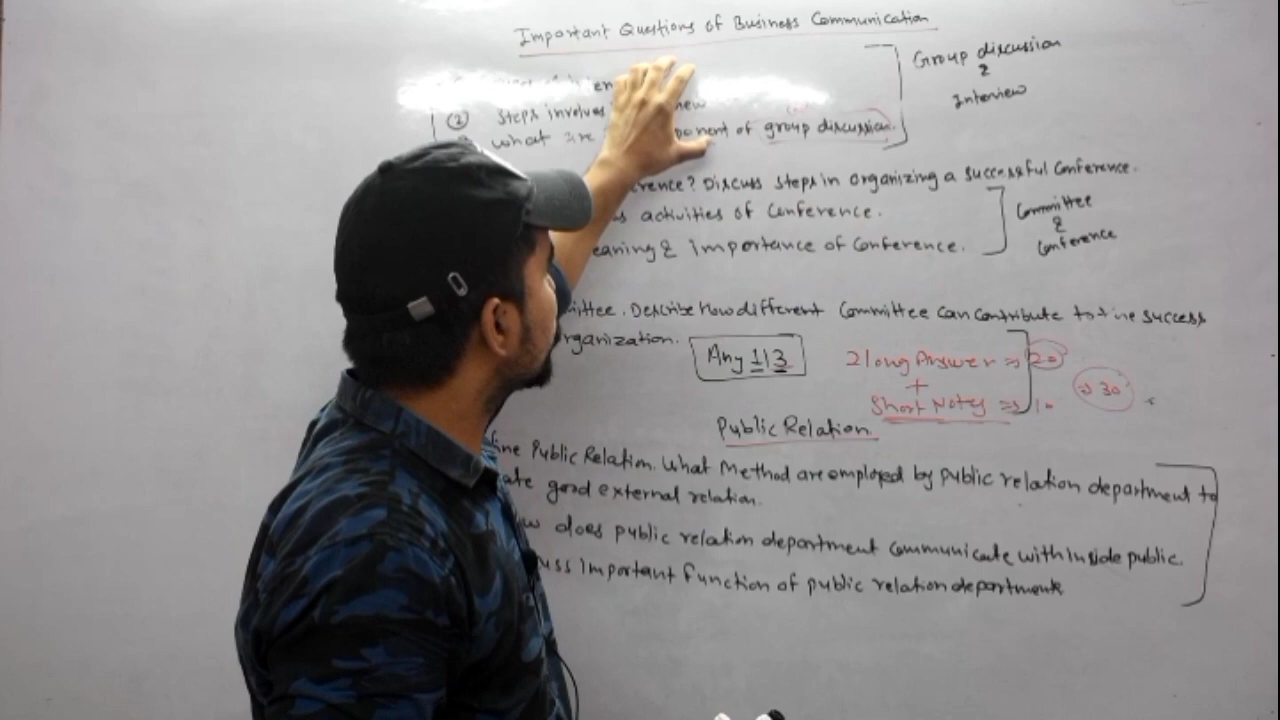 Important Questions of Business Communication
② Steps involves
what are ponent of group discussion.
Group discussion
&
Interview
rence? Discuss steps in organizing a successful Conference.
activities of Conference.
eaning & importance of Conference.
Committee
&
Conference
mittee. Describe How different Committee can contribute to the success
rganization.
Any 1/3
2 long Answer ⇒ 20
+
Short Notes ⇒ 10
⇒ 30
Public Relation
ine Public Relation. What Method are employed by public relation department to
ate good external relation.
w does public relation department communicate with inside public.
uss important function of public relation department